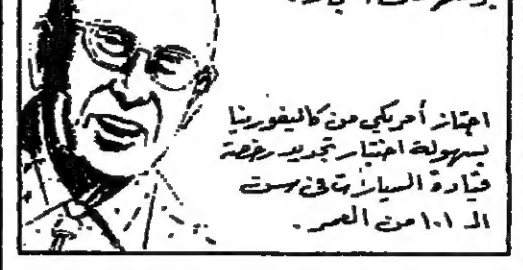 اجتاز أمريكي من كاليفورنيا
بسهولة اختبار تجديد رخصة
قيادة السيارات في سن
الـ ١٠١ من العمر .